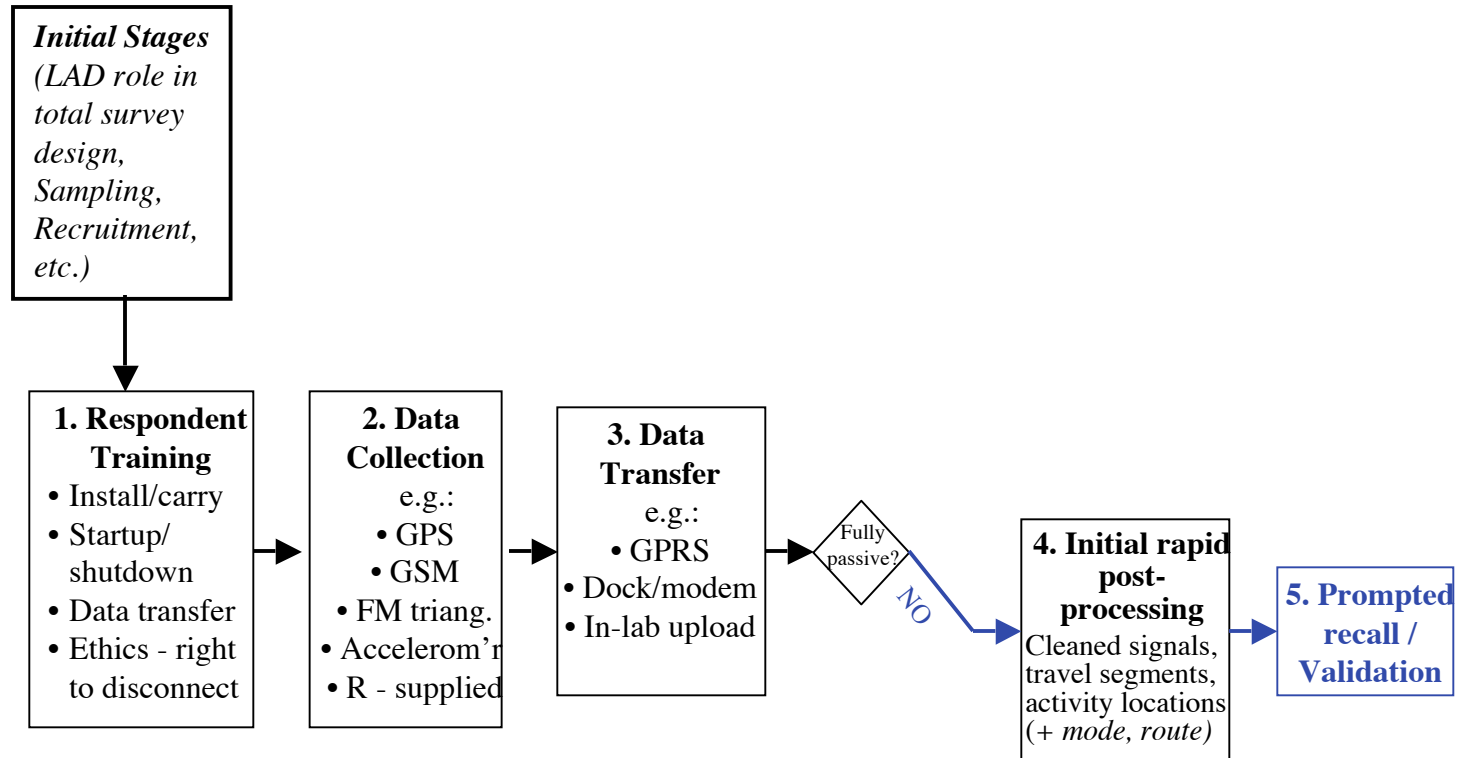 Initial Stages
(LAD role in
total survey
design,
Sampling,
Recruitment,
etc.)
1. Respondent
Training
• Install/carry
• Startup/
shutdown
• Data transfer
• Ethics - right
to disconnect
2. Data
Collection
e.g.:
• GPS
• GSM
• FM triang.
• Accelerom’r
• R - supplied
3. Data
Transfer
e.g.:
• GPRS
• Dock/modem
• In-lab upload
Fully
passive?
NO
4. Initial rapid
post-
processing
Cleaned signals,
travel segments,
activity locations
(+ mode, route)
5. Prompted
recall /
Validation